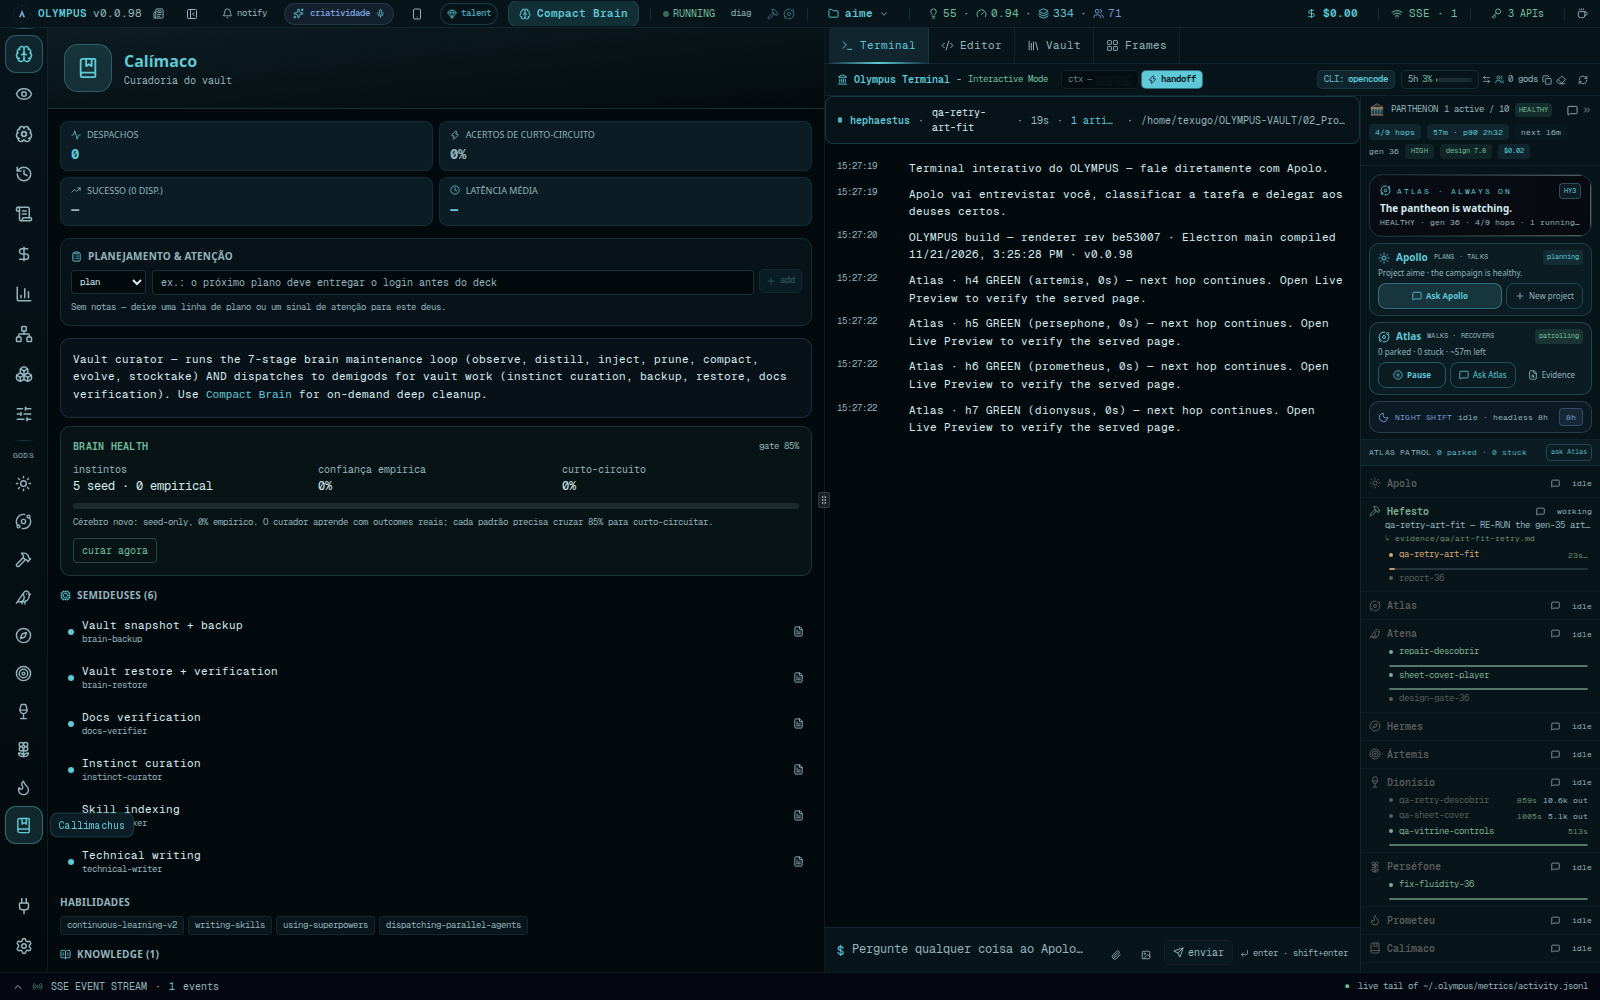 OLYMPUS v0.0.98
notify
criatividade
talent
Compact Brain
RUNNING
diag
aime
55 · 0.94 · 334 · 71
$0.00
SSE · 1
3 APIs
GODS
Callimachus
Calímaco
Curadoria do vault
DESPACHOS
0
ACERTOS DE CURTO-CIRCUITO
0%
SUCESSO (0 DISP.)
—
LATÊNCIA MÉDIA
—
PLANEJAMENTO & ATENÇÃO
plan
ex.: o próximo plano deve entregar o login antes do deck
+ add
Sem notas — deixe uma linha de plano ou um sinal de atenção para este deus.
Vault curator — runs the 7-stage brain maintenance loop (observe, distill, inject, prune, compact,
evolve, stocktake) AND dispatches to demigods for vault work (instinct curation, backup, restore, docs
verification). Use Compact Brain for on-demand deep cleanup.
BRAIN HEALTH
gate 85%
instintos
5 seed · 0 empirical
confiança empírica
0%
curto-circuito
0%
Cérebro novo: seed-only, 0% empírico. O curador aprende com outcomes reais; cada padrão precisa cruzar 85% para curto-circuitar.
curar agora
SEMIDEUSES (6)
Vault snapshot + backup
brain-backup
Vault restore + verification
brain-restore
Docs verification
docs-verifier
Instinct curation
instinct-curator
Skill indexing
Technical writing
technical-writer
HABILIDADES
continuous-learning-v2
writing-skills
using-superpowers
dispatching-parallel-agents
KNOWLEDGE (1)
Terminal
Editor
Vault
Frames
Olympus Terminal – Interactive Mode
ctx —
handoff
CLI: opencode
5h 3%
0 gods
hephaestus · qa-retry-art-fit · 19s · 1 arti… · /home/texugo/OLYMPUS-VAULT/02_Pro…
15:27:19 Terminal interativo do OLYMPUS — fale diretamente com Apolo.
15:27:19 Apolo vai entrevistar você, classificar a tarefa e delegar aos
deuses certos.
15:27:20 OLYMPUS build — renderer rev be53007 · Electron main compiled
11/21/2026, 3:25:28 PM · v0.0.98
15:27:22 Atlas · h4 GREEN (artemis, 0s) — next hop continues. Open Live
Preview to verify the served page.
15:27:22 Atlas · h5 GREEN (persephone, 0s) — next hop continues. Open
Live Preview to verify the served page.
15:27:22 Atlas · h6 GREEN (prometheus, 0s) — next hop continues. Open
Live Preview to verify the served page.
15:27:22 Atlas · h7 GREEN (dionysus, 0s) — next hop continues. Open
Live Preview to verify the served page.
$ Pergunte qualquer coisa ao Apolo…
enviar
enter · shift+enter
PARTHENON 1 active / 10 HEALTHY
4/9 hops
57m · p90 2h32
next 16m
gen 36
HIGH
design 7.8
$0.02
ATLAS · ALWAYS ON
HY3
The pantheon is watching.
HEALTHY · gen 36 · 4/9 hops · 1 running…
Apollo PLANS · TALKS
planning
Project aime · the campaign is healthy.
Ask Apollo
+ New project
Atlas WALKS · RECOVERS
patrolling
0 parked · 0 stuck · ~57m left
Pause
Ask Atlas
Evidence
NIGHT SHIFT idle · headless 8h
8h
ATLAS PATROL 0 parked · 0 stuck
ask Atlas
Apolo idle
Hefesto working
qa-retry-art-fit — RE-RUN the gen-35 art…
↳ evidence/qa/art-fit-retry.md
qa-retry-art-fit 23s…
report-36
Atlas idle
Atena idle
repair-descobrir
sheet-cover-player
design-gate-36
Hermes idle
Ártemis idle
Dionísio idle
qa-retry-descobrir 859s 10.6k out
qa-sheet-cover 1005s 5.1k out
qa-vitrine-controls 513s
Perséfone idle
fix-fluidity-36
Prometeu idle
Calímaco idle
SSE EVENT STREAM · 1 events
live tail of ~/.olympus/metrics/activity.jsonl